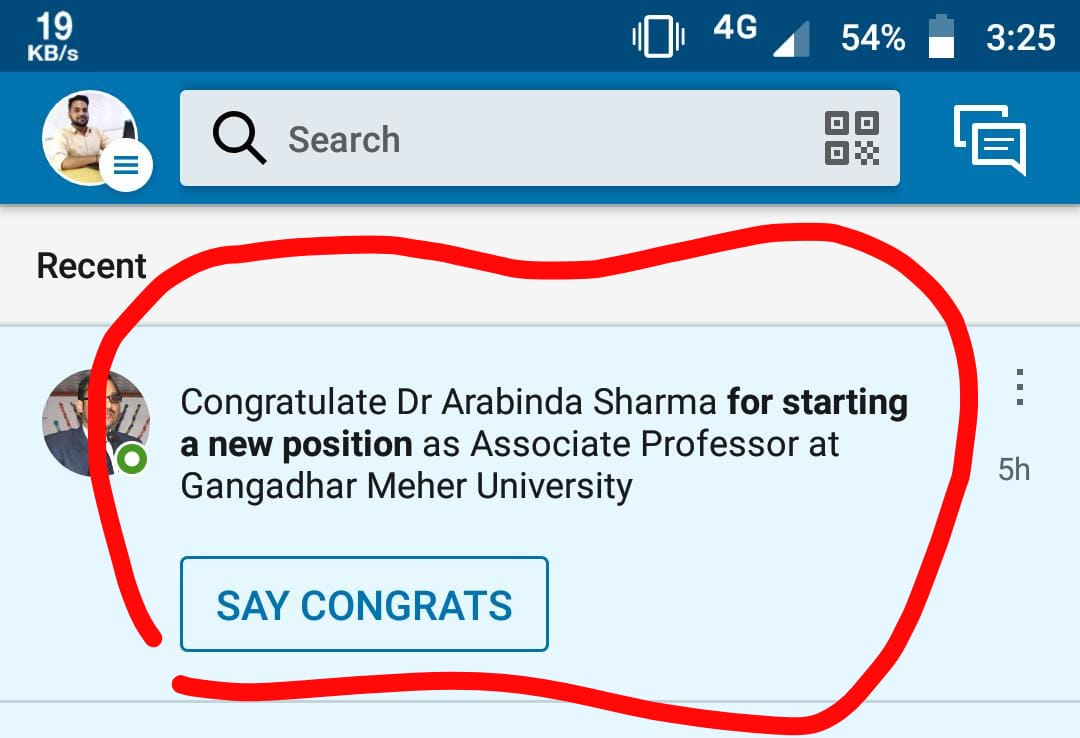 19
KB/s
4G
54%
3:25
Search
Recent
Congratulate Dr Arabinda Sharma for starting
a new position as Associate Professor at
Gangadhar Meher University
5h
SAY CONGRATS